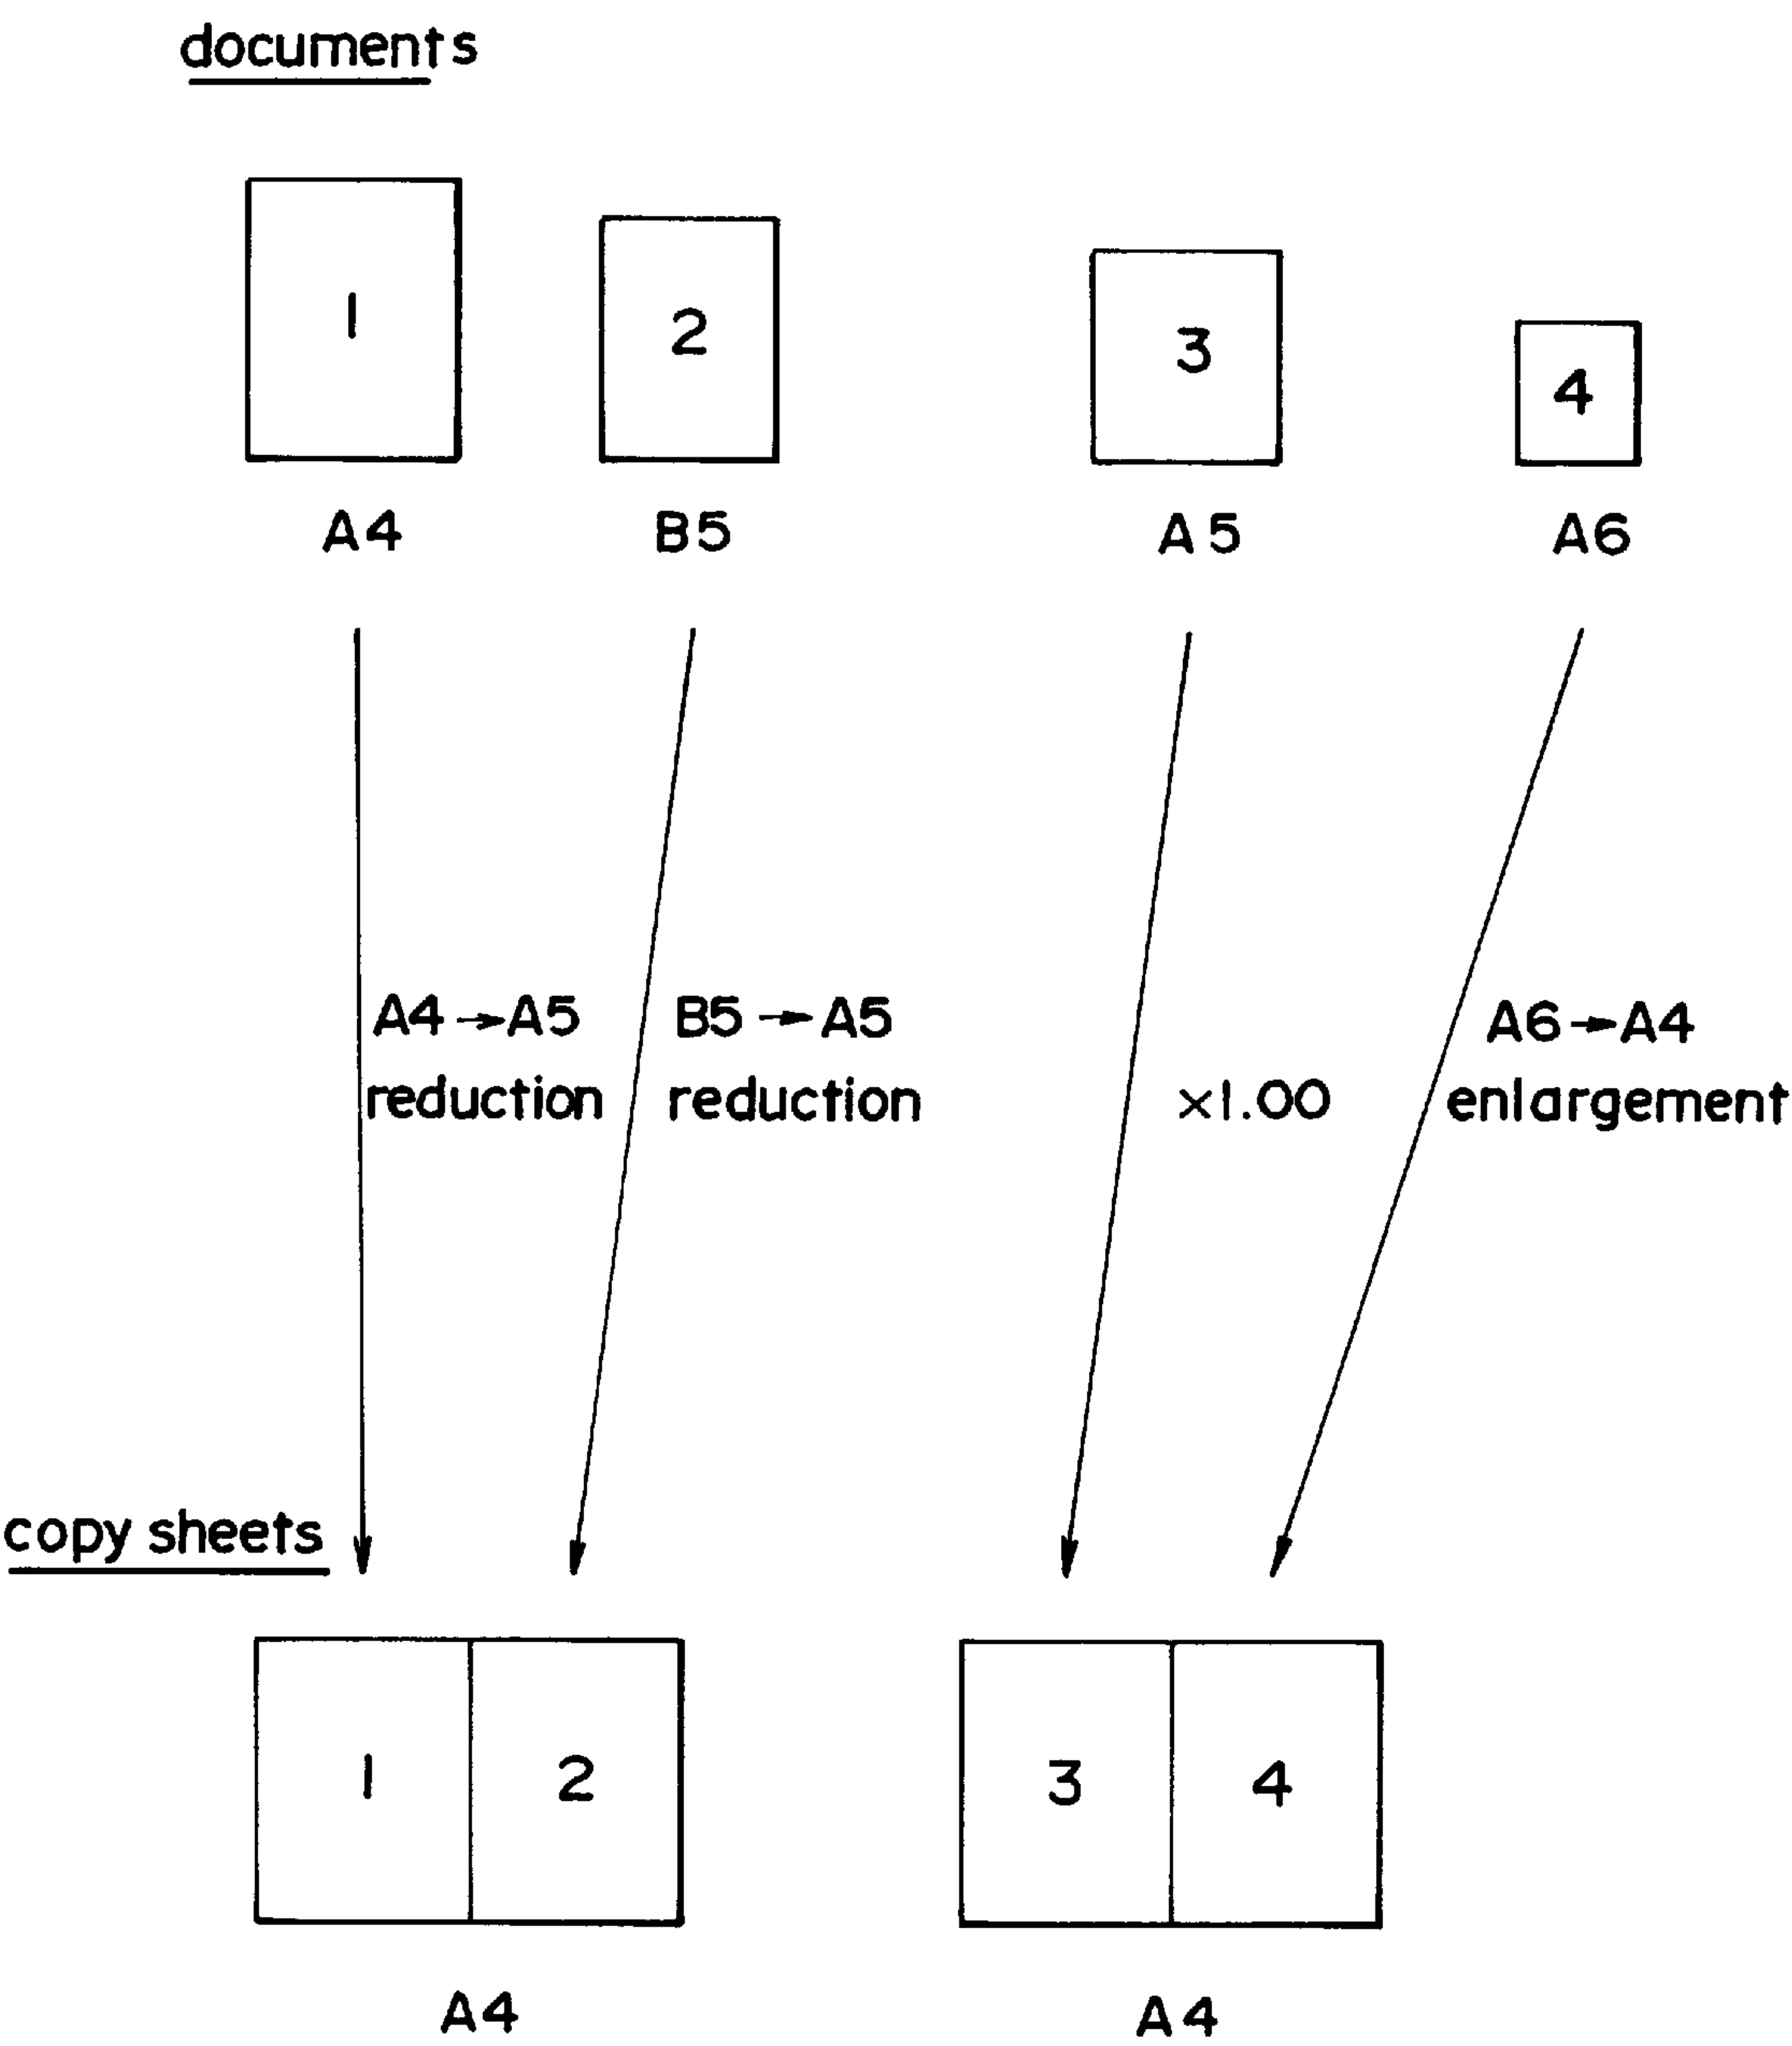 documents
1
2
3
4
A4
B5
A5
A6
A4→A5
reduction
B5→A5
reduction
×1.00
A6→A4
enlargement
copy sheets
1
2
3
4
A4
A4